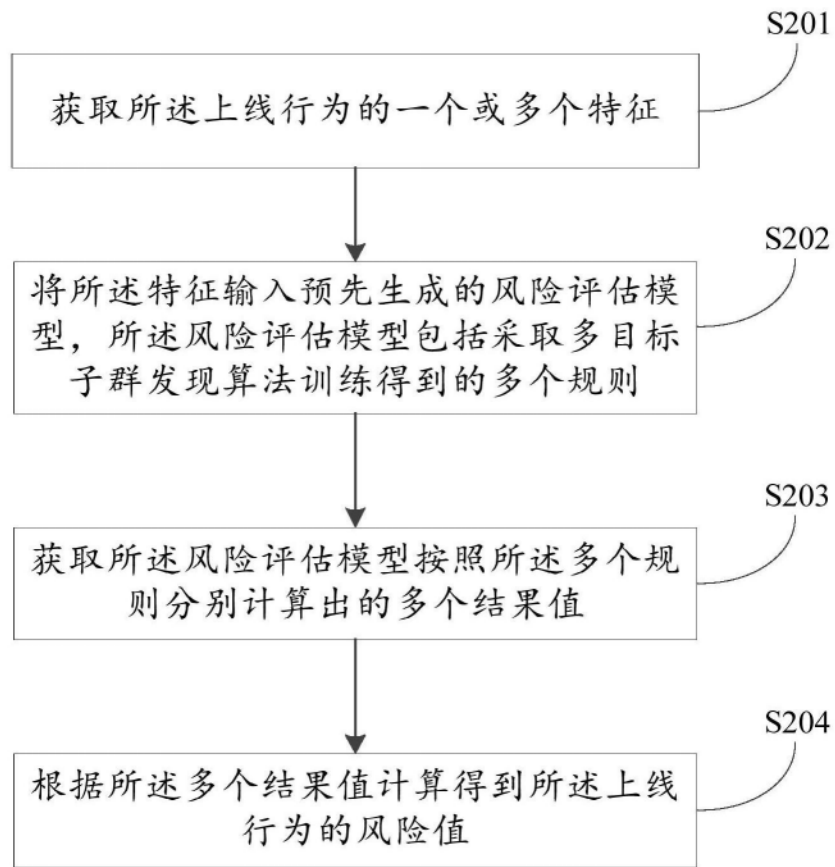 S201
获取所述上线行为的一个或多个特征
S202
将所述特征输入预先生成的风险评估模
型，所述风险评估模型包括采取多目标
子群发现算法训练得到的多个规则
S203
获取所述风险评估模型按照所述多个规
则分别计算出的多个结果值
S204
根据所述多个结果值计算得到所述上线
行为的风险值